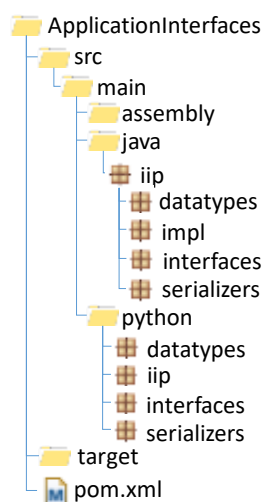 ApplicationInterfaces
src
main
assembly
java
iip
datatypes
impl
interfaces
serializers
python
datatypes
iip
interfaces
serializers
target
M
pom.xml